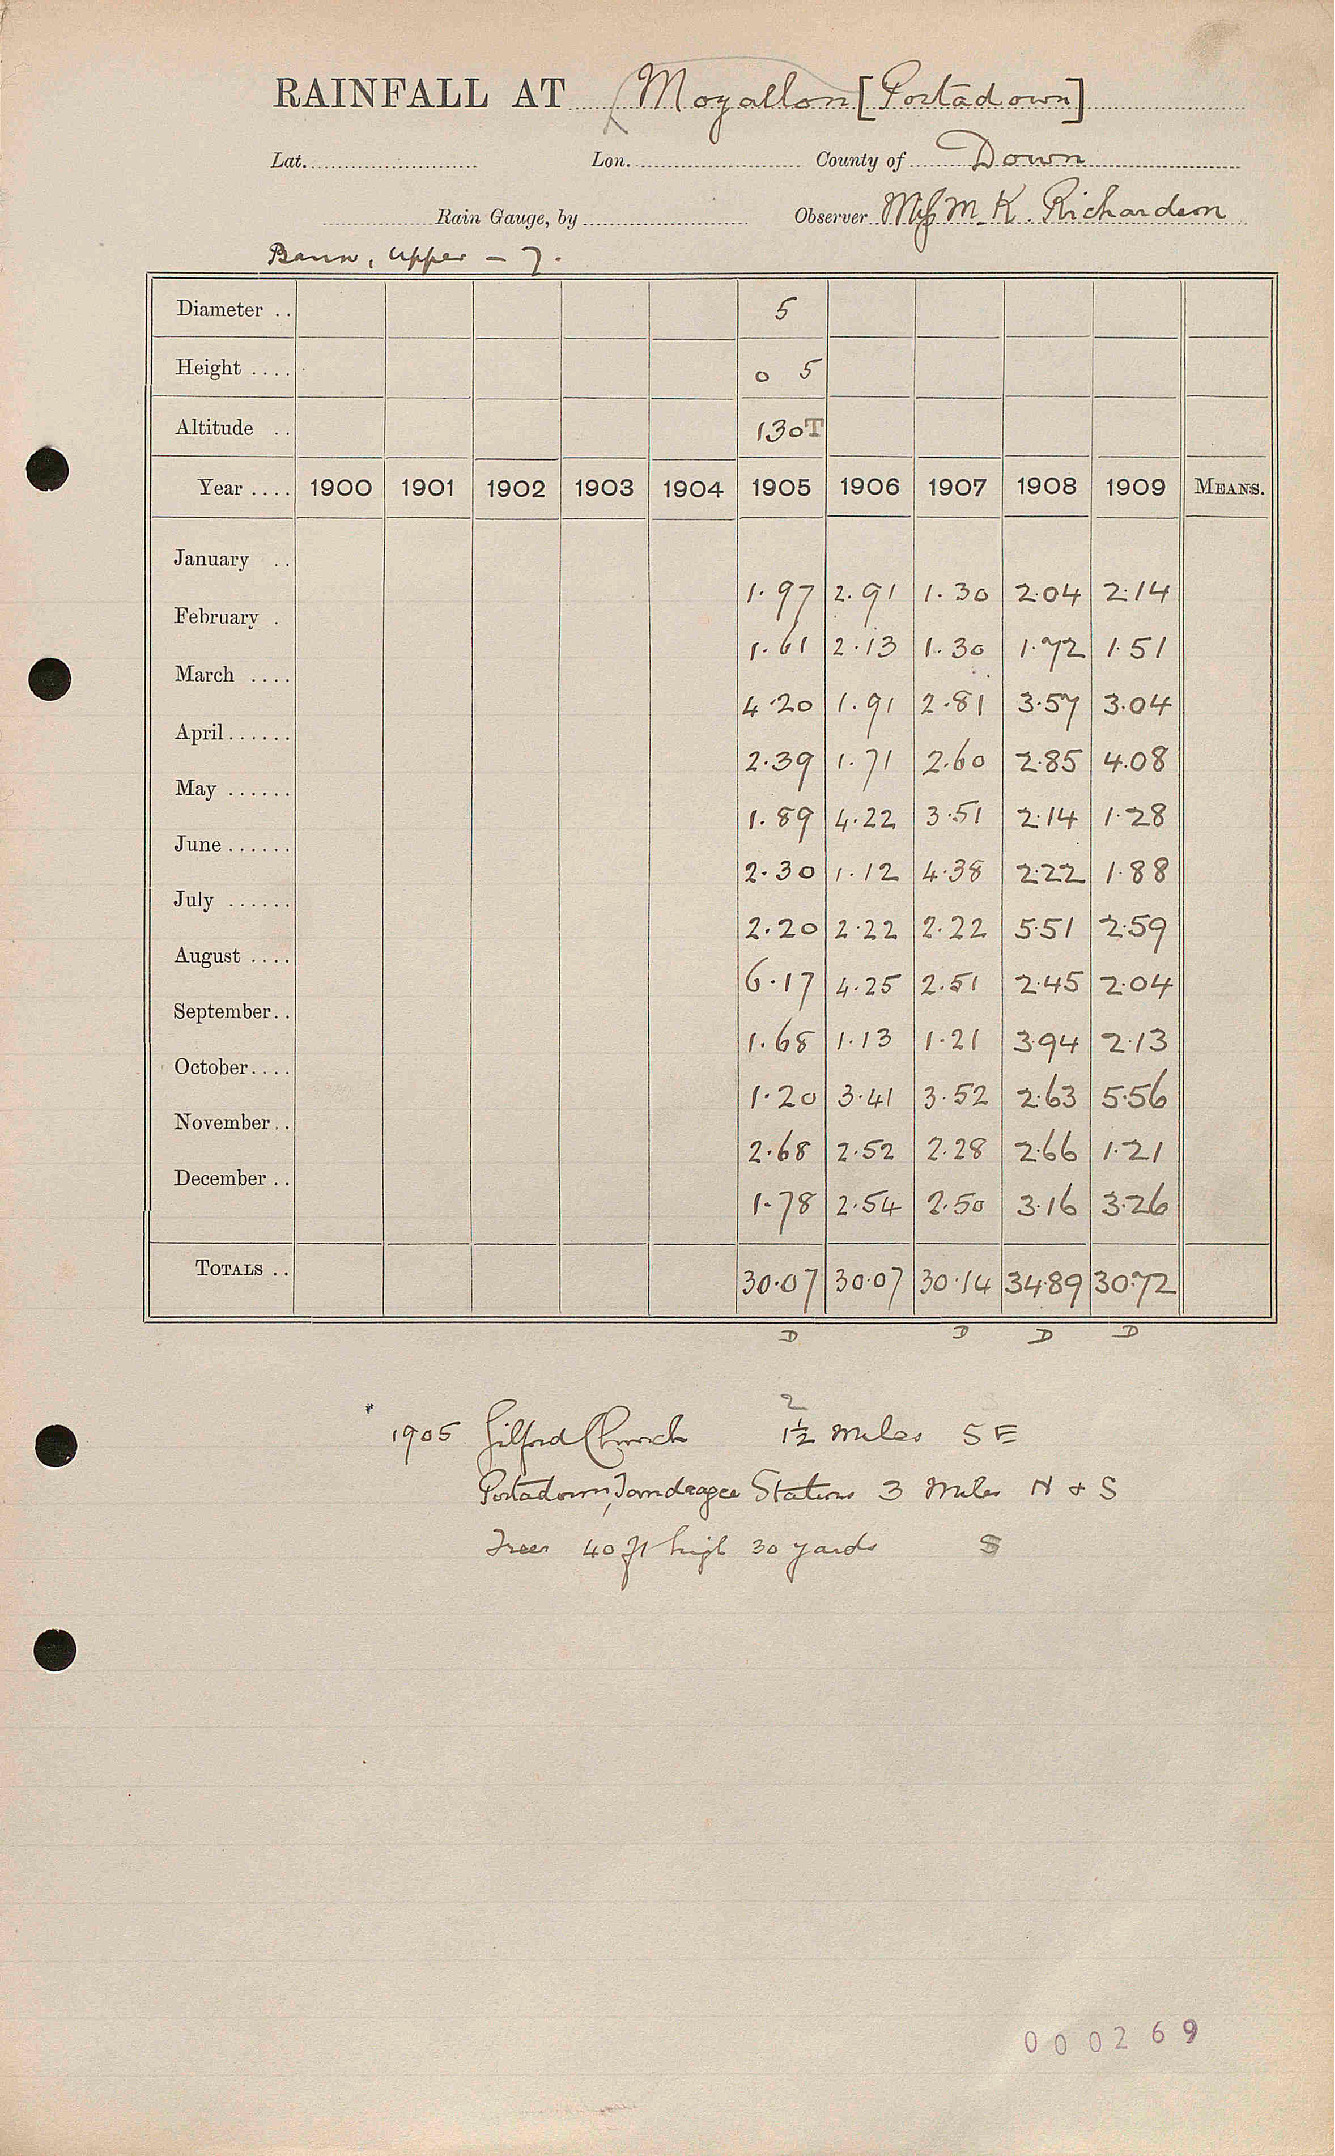 RAINFALL AT Moyallon [Portadown]
Lat. Lon. County of Down
Rain Gauge, by Observer Miss M. K. Richardson
Bann, Upper - 7.
Diameter .. 5
Height .... 0 5
Altitude .. 130T
Year .... 1900 1901 1902 1903 1904 1905 1906 1907 1908 1909 MEANS.
January .. 1.97 2.91 1.30 2.04 2.14
February . 1.61 2.13 1.30 1.72 1.51
March .... 4.20 1.91 2.81 3.57 3.04
April...... 2.39 1.71 2.60 2.85 4.08
May ...... 1.89 4.22 3.51 2.14 1.28
June ...... 2.30 1.12 4.38 2.22 1.88
July ...... 2.20 2.22 2.22 5.51 2.59
August .... 6.17 4.25 2.51 2.45 2.04
September.. 1.68 1.13 1.21 3.94 2.13
October.... 1.20 3.41 3.52 2.63 5.56
November.. 2.68 2.52 2.28 2.66 1.21
December .. 1.78 2.54 2.50 3.16 3.26
TOTALS .. 30.07 30.07 30.14 34.89 30.72
D D D D
2
1905 Gilford Church 1½ Miles SE
Portadown, Tandragee Stations 3 Miles N & S
Trees 40 ft high 30 yards S
000269